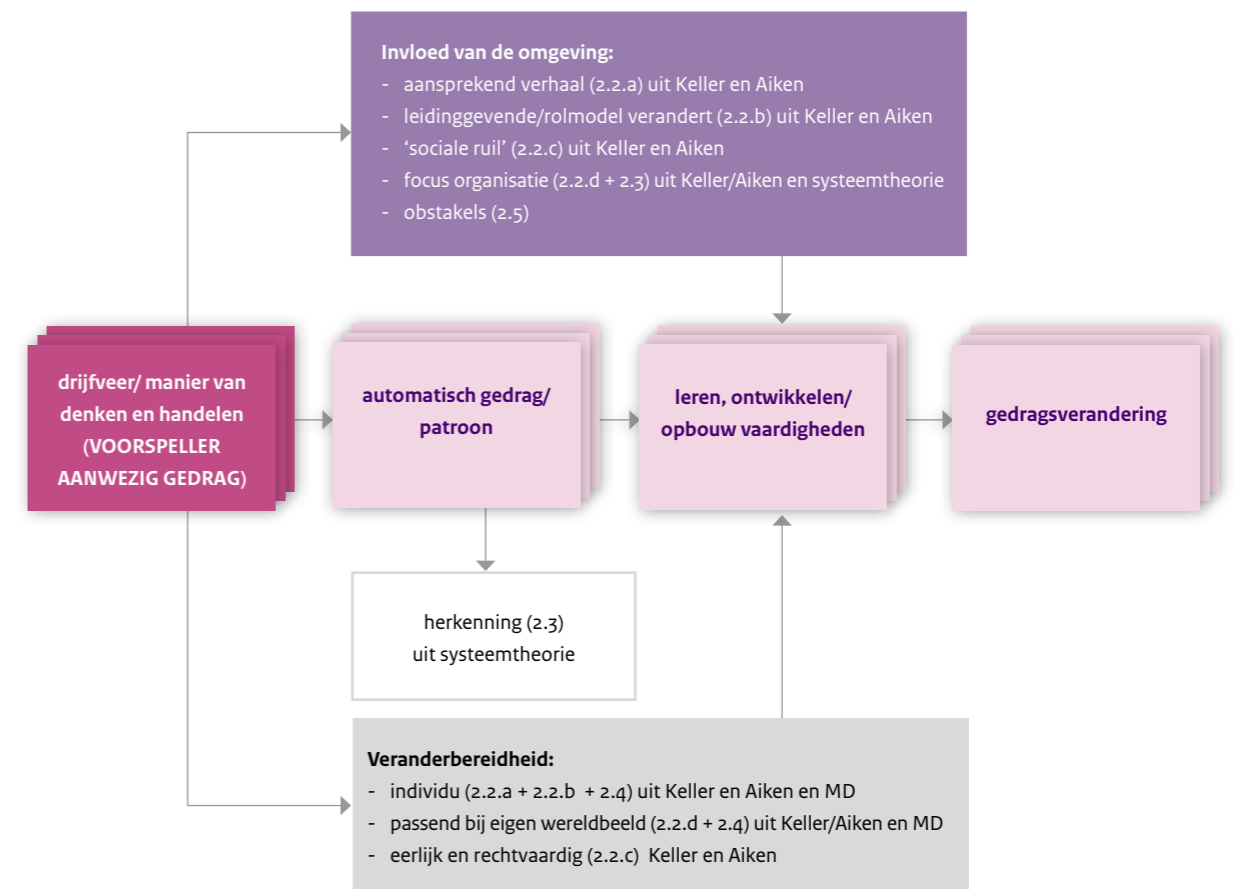 Invloed van de omgeving:
- aansprekend verhaal (2.2.a) uit Keller en Aiken
- leidinggevende/rolmodel verandert (2.2.b) uit Keller en Aiken
- ‘sociale ruil’ (2.2.c) uit Keller en Aiken
- focus organisatie (2.2.d + 2.3) uit Keller/Aiken en systeemtheorie
- obstakels (2.5)
drijfveer/ manier van
denken en handelen
(VOORSPELLER
AANWEZIG GEDRAG)
automatisch gedrag/
patroon
leren, ontwikkelen/
opbouw vaardigheden
gedragsverandering
herkenning (2.3)
uit systeemtheorie
Veranderbereidheid:
- individu (2.2.a + 2.2.b + 2.4) uit Keller en Aiken en MD
- passend bij eigen wereldbeeld (2.2.d + 2.4) uit Keller/Aiken en MD
- eerlijk en rechtvaardig (2.2.c) Keller en Aiken